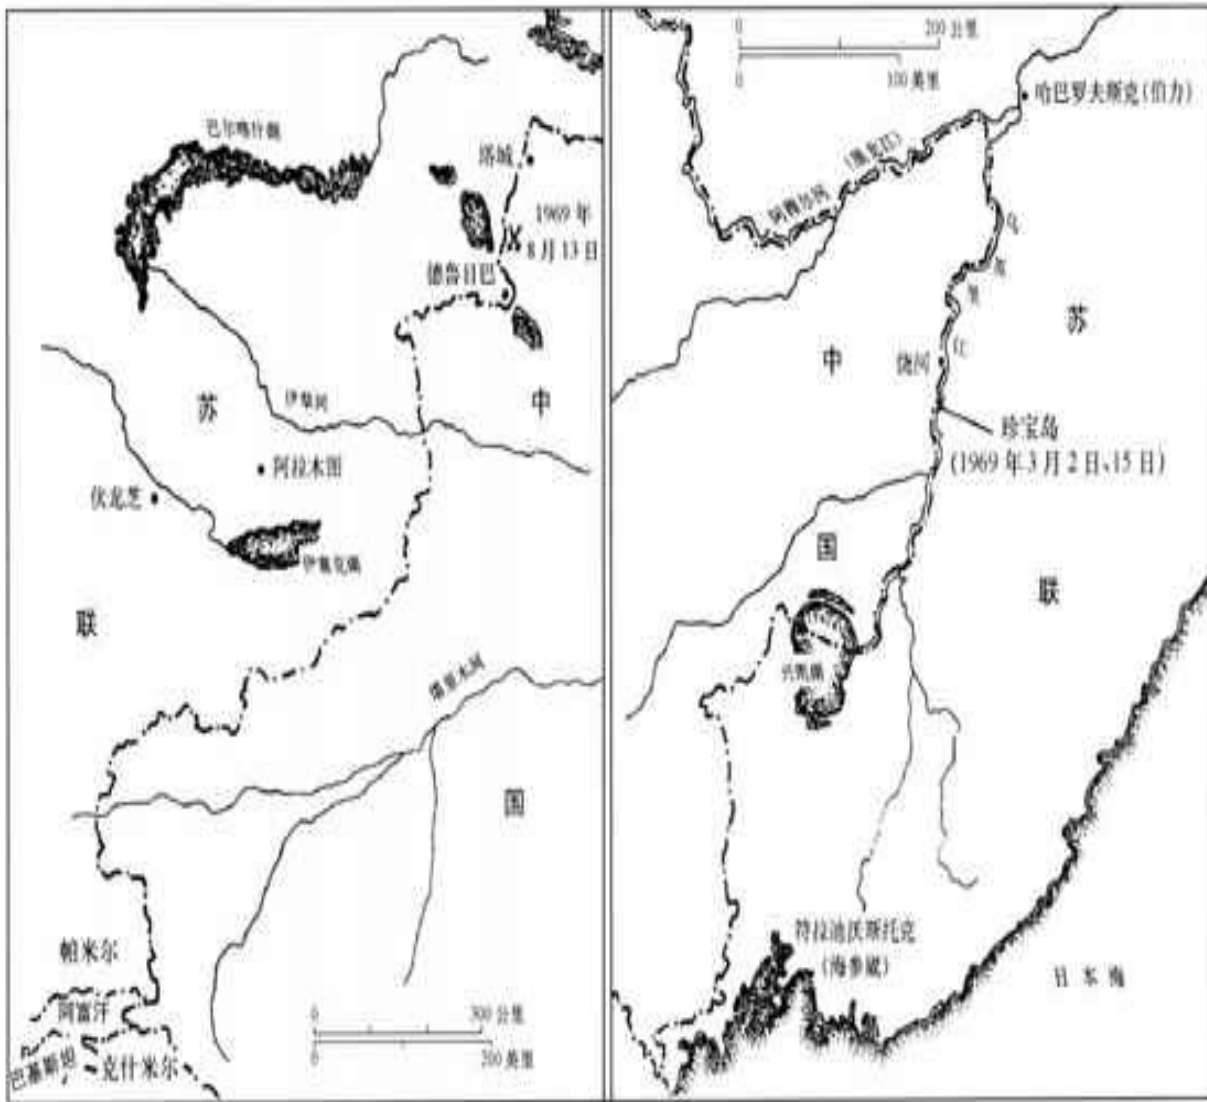 巴尔喀什湖
塔城
1969年
8月13日
德鲁日巴
苏
伊犁河
中
阿拉木图
伏龙芝
伊塞克湖
联
塔里木河
国
帕米尔
阿富汗
巴基斯坦
克什米尔
0 300公里
0 200英里
0 200公里
0 100英里
哈巴罗夫斯克(伯力)
(黑龙江)
阿穆尔河
乌
苏
里
江
苏
中
饶河
珍宝岛
(1969年3月2日、15日)
国
联
兴凯湖
符拉迪沃斯托克
(海参崴)
日本海